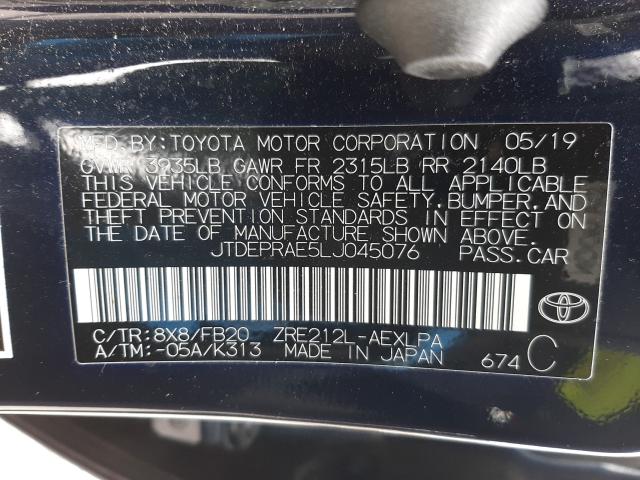 MFD.BY:TOYOTA MOTOR CORPORATION 05/19
GVWR 3935LB GAWR FR 2315LB RR 2140LB
THIS VEHICLE CONFORMS TO ALL APPLICABLE
FEDERAL MOTOR VEHICLE SAFETY,BUMPER,AND
THEFT PREVENTION STANDARDS IN EFFECT ON
THE DATE OF MANUFACTURE SHOWN ABOVE.
JTDEPRAE5LJ045076 PASS.CAR
C/TR:8X8/FB20 ZRE212L-AEXLPA
A/TM:-05A/K313 MADE IN JAPAN 674 C